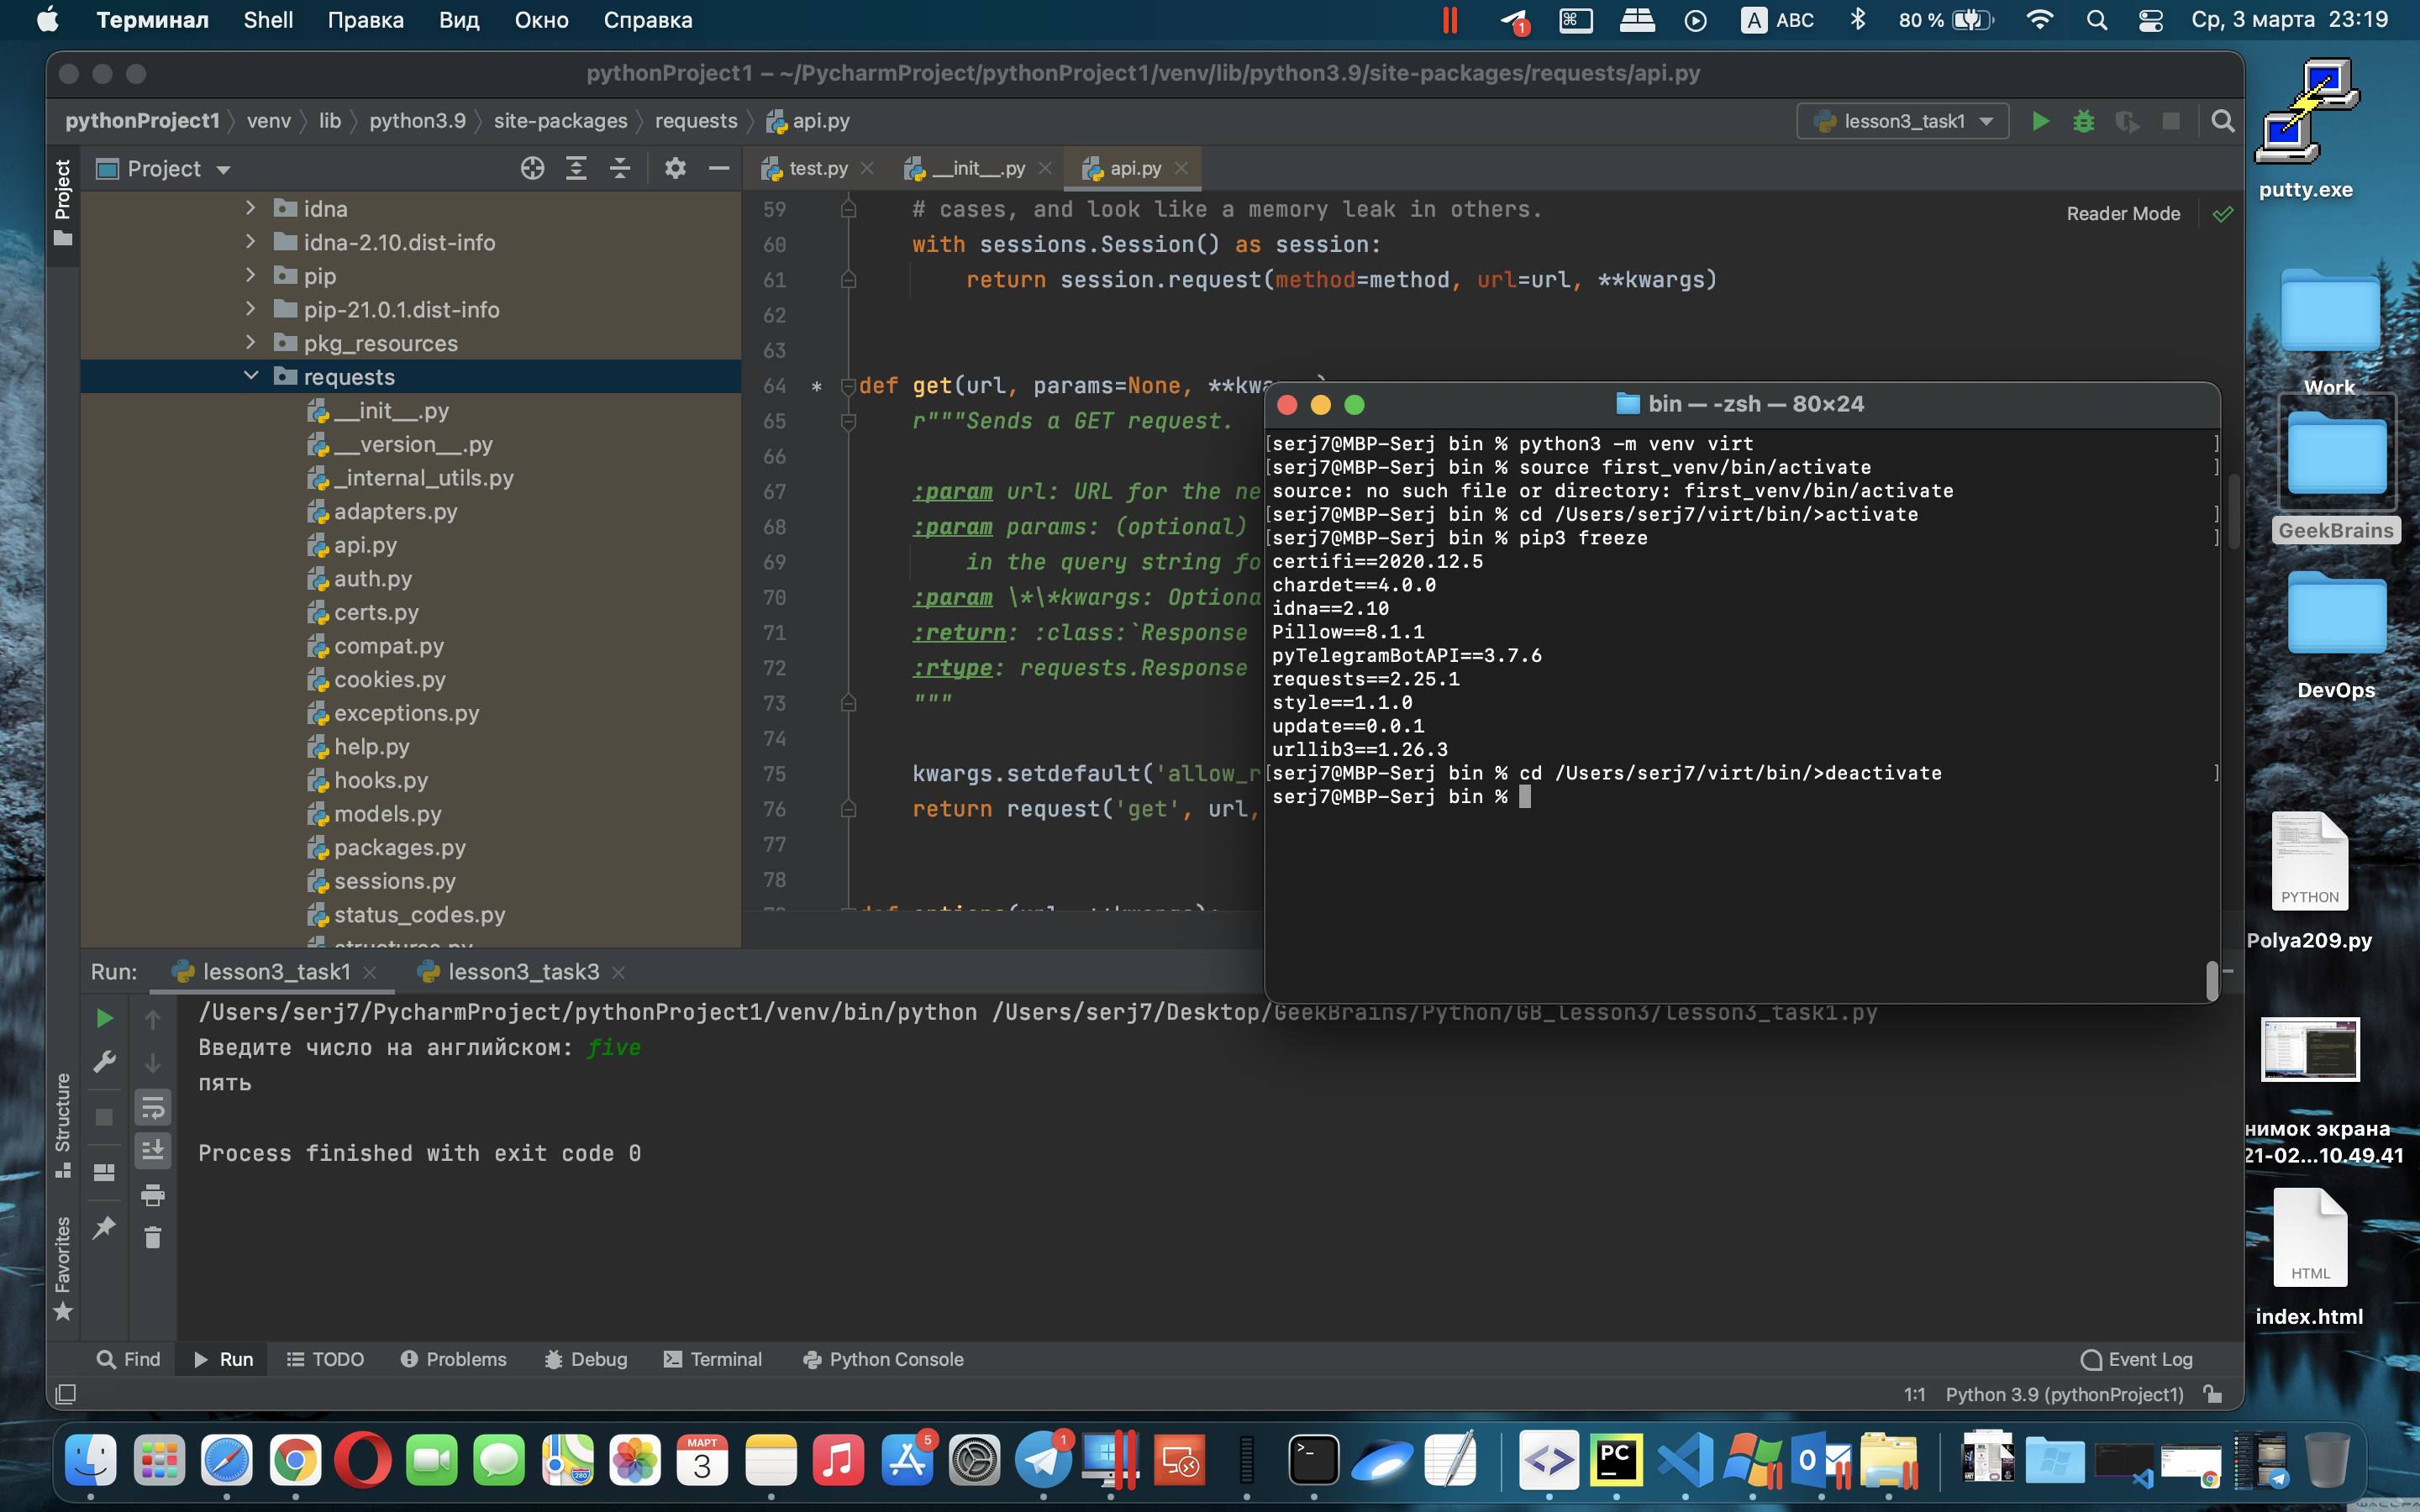 Терминал Shell Правка Вид Окно Справка
1 A ABC 80 % Ср, 3 марта 23:19
pythonProject1 – ~/PycharmProject/pythonProject1/venv/lib/python3.9/site-packages/requests/api.py
pythonProject1 venv lib python3.9 site-packages requests api.py
lesson3_task1
Project
Project
idna
idna-2.10.dist-info
pip
pip-21.0.1.dist-info
pkg_resources
requests
__init__.py
__version__.py
_internal_utils.py
adapters.py
api.py
auth.py
certs.py
compat.py
cookies.py
exceptions.py
help.py
hooks.py
models.py
packages.py
sessions.py
status_codes.py
structures.py
test.py __init__.py api.py
Reader Mode
59 # cases, and look like a memory leak in others.
60 with sessions.Session() as session:
61 return session.request(method=method, url=url, **kwargs)
62
63
64 * def get(url, params=None, **kw
65 r"""Sends a GET request.
66
67 :param url: URL for the ne
68 :param params: (optional)
69 in the query string fo
70 :param \*\*kwargs: Optiona
71 :return: :class:`Response
72 :rtype: requests.Response
73 """
74
75 kwargs.setdefault('allow_r
76 return request('get', url,
77
78
bin — -zsh — 80×24
[serj7@MBP-Serj bin % python3 -m venv virt ]
[serj7@MBP-Serj bin % source first_venv/bin/activate ]
source: no such file or directory: first_venv/bin/activate
[serj7@MBP-Serj bin % cd /Users/serj7/virt/bin/>activate ]
[serj7@MBP-Serj bin % pip3 freeze ]
certifi==2020.12.5
chardet==4.0.0
idna==2.10
Pillow==8.1.1
pyTelegramBotAPI==3.7.6
requests==2.25.1
style==1.1.0
update==0.0.1
urllib3==1.26.3
[serj7@MBP-Serj bin % cd /Users/serj7/virt/bin/>deactivate ]
serj7@MBP-Serj bin %
Run: lesson3_task1 lesson3_task3
/Users/serj7/PycharmProject/pythonProject1/venv/bin/python /Users/serj7/Desktop/GeekBrains/Python/GB_lesson3/lesson3_task1.py
Введите число на английском: five
пять
Process finished with exit code 0
Structure
Favorites
Find Run TODO Problems Debug Terminal Python Console
Event Log
1:1 Python 3.9 (pythonProject1)
putty.exe
Work
GeekBrains
DevOps
PYTHON
Polya209.py
нимок экрана
21-02...10.49.41
HTML
index.html
МАРТ
3
5
1
280
PC